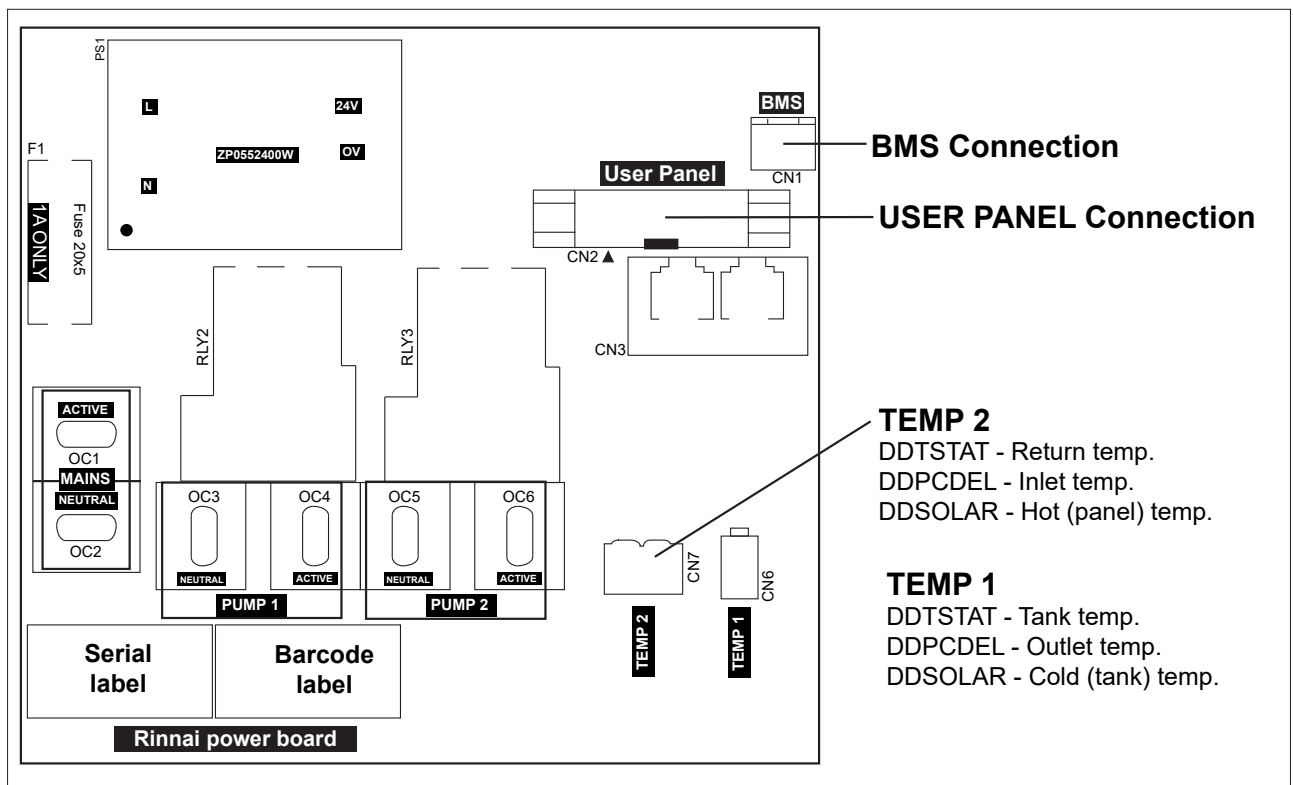 PS1
L
24V
ZP0552400W
OV
N
F1
Fuse 20x5
1A ONLY
BMS
CN1
BMS Connection
User Panel
USER PANEL Connection
CN2 ▲
CN3
RLY2
RLY3
ACTIVE
OC1
MAINS
NEUTRAL
OC2
OC3
OC4
OC5
OC6
NEUTRAL
ACTIVE
NEUTRAL
ACTIVE
PUMP 1
PUMP 2
CN7
CN6
TEMP 2
TEMP 1
TEMP 2
DDTSTAT - Return temp.
DDPCDEL - Inlet temp.
DDSOLAR - Hot (panel) temp.
TEMP 1
DDTSTAT - Tank temp.
DDPCDEL - Outlet temp.
DDSOLAR - Cold (tank) temp.
Serial
label
Barcode
label
Rinnai power board